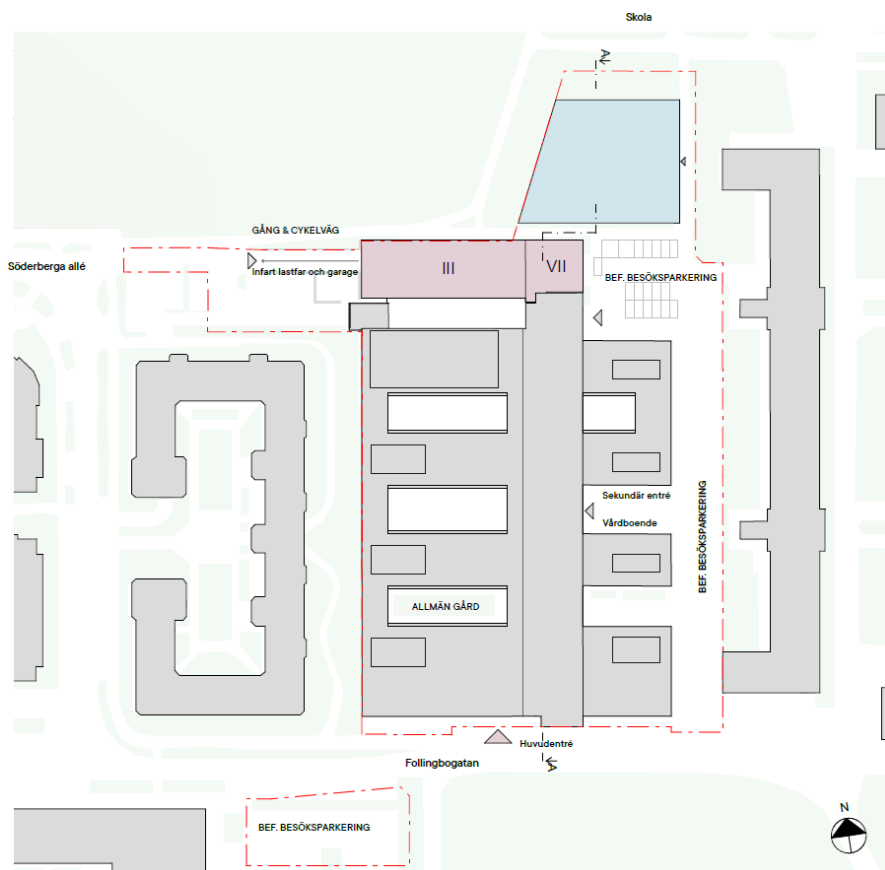 Skola
A
GÅNG & CYKELVÄG
Söderberga allé
Infart lastfar och garage
III
VII
BEF. BESÖKSPARKERING
Sekundär entré
Vårdboende
BEF. BESÖKSPARKERING
ALLMÄN GÅRD
Huvudentré
Follingbogatan
A
BEF. BESÖKSPARKERING
N